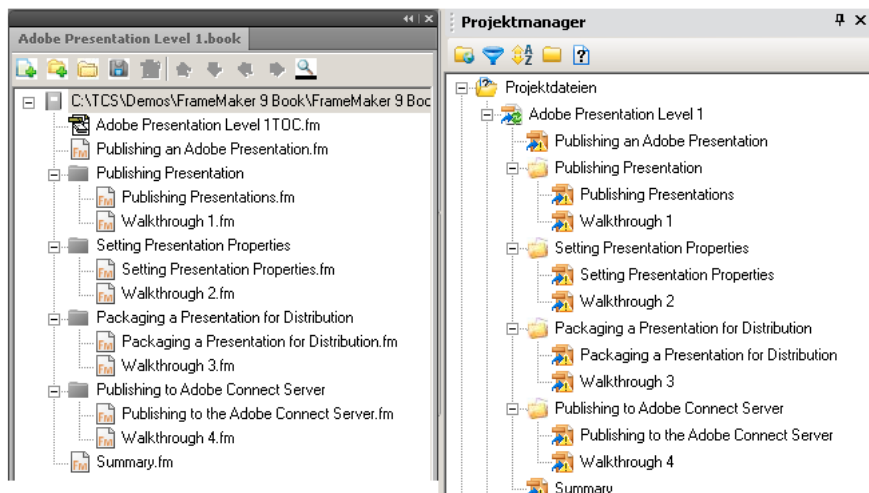 Adobe Presentation Level 1.book
C:\TCS\Demos\FrameMaker 9 Book\FrameMaker 9 Boc
Adobe Presentation Level 1TOC.fm
Publishing an Adobe Presentation.fm
Publishing Presentation
Publishing Presentations.fm
Walkthrough 1.fm
Setting Presentation Properties
Setting Presentation Properties.fm
Walkthrough 2.fm
Packaging a Presentation for Distribution
Packaging a Presentation for Distribution.fm
Walkthrough 3.fm
Publishing to Adobe Connect Server
Publishing to the Adobe Connect Server.fm
Walkthrough 4.fm
Summary.fm
Projektmanager
Projektdateien
Adobe Presentation Level 1
Publishing an Adobe Presentation
Publishing Presentation
Publishing Presentations
Walkthrough 1
Setting Presentation Properties
Setting Presentation Properties
Walkthrough 2
Packaging a Presentation for Distribution
Packaging a Presentation for Distribution
Walkthrough 3
Publishing to Adobe Connect Server
Publishing to the Adobe Connect Server
Walkthrough 4
Summary